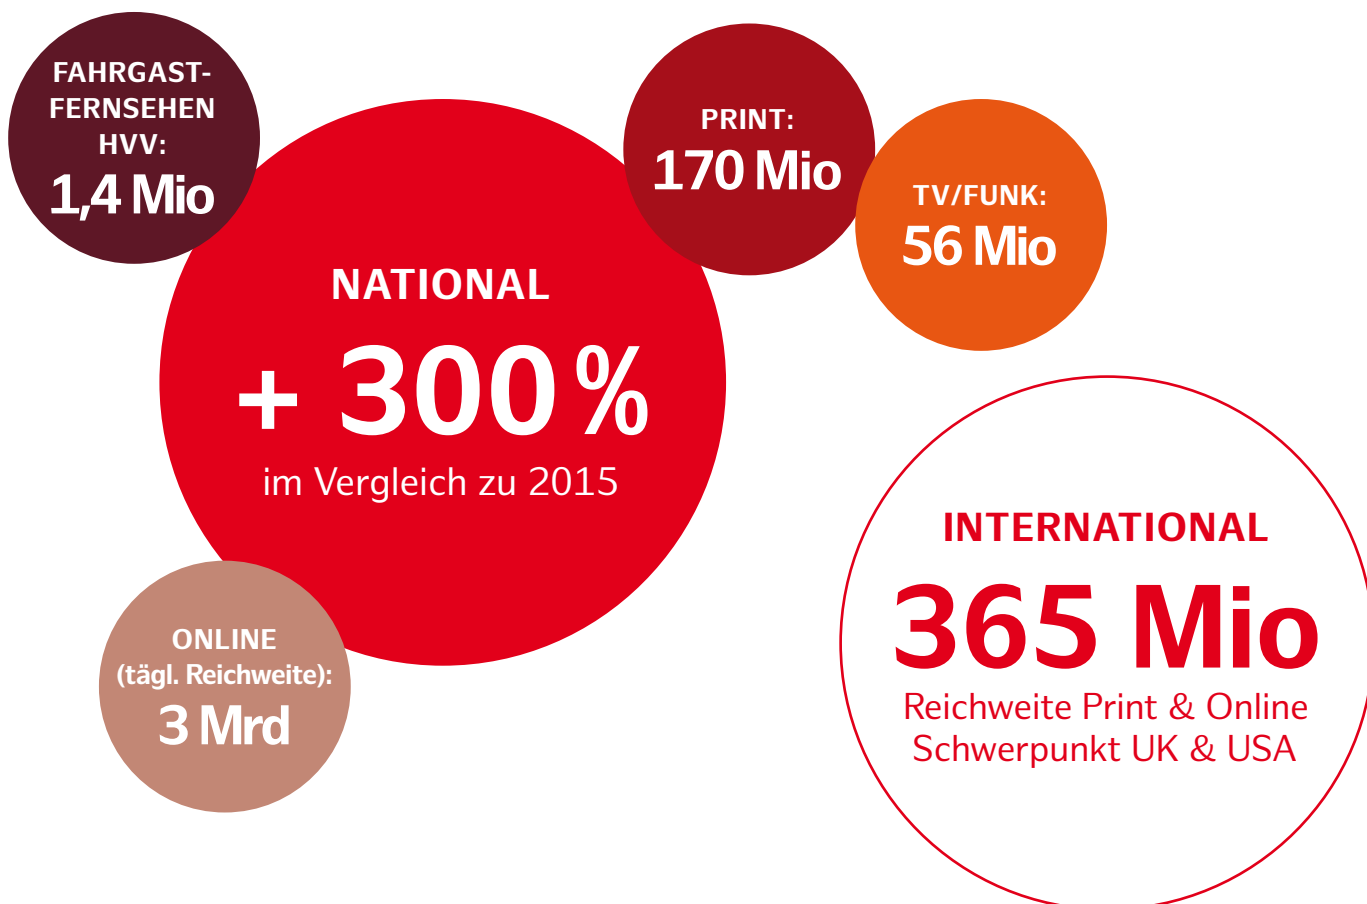 FAHRGAST-
FERNSEHEN
HVV:
1,4 Mio
PRINT:
170 Mio
TV/FUNK:
56 Mio
NATIONAL
+ 300 %
im Vergleich zu 2015
INTERNATIONAL
365 Mio
Reichweite Print & Online
Schwerpunkt UK & USA
ONLINE
(tägl. Reichweite):
3 Mrd